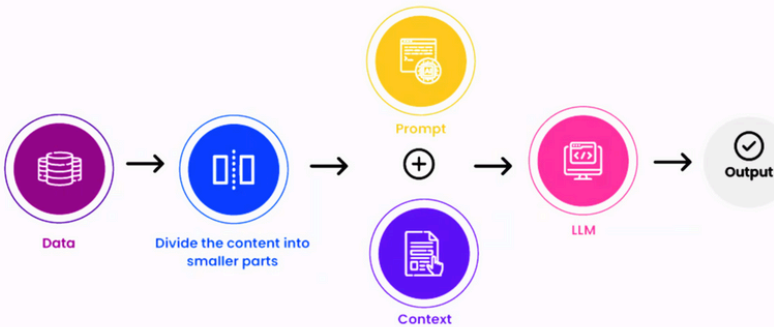 Data
Divide the content into
smaller parts
Prompt
Context
LLM
Output